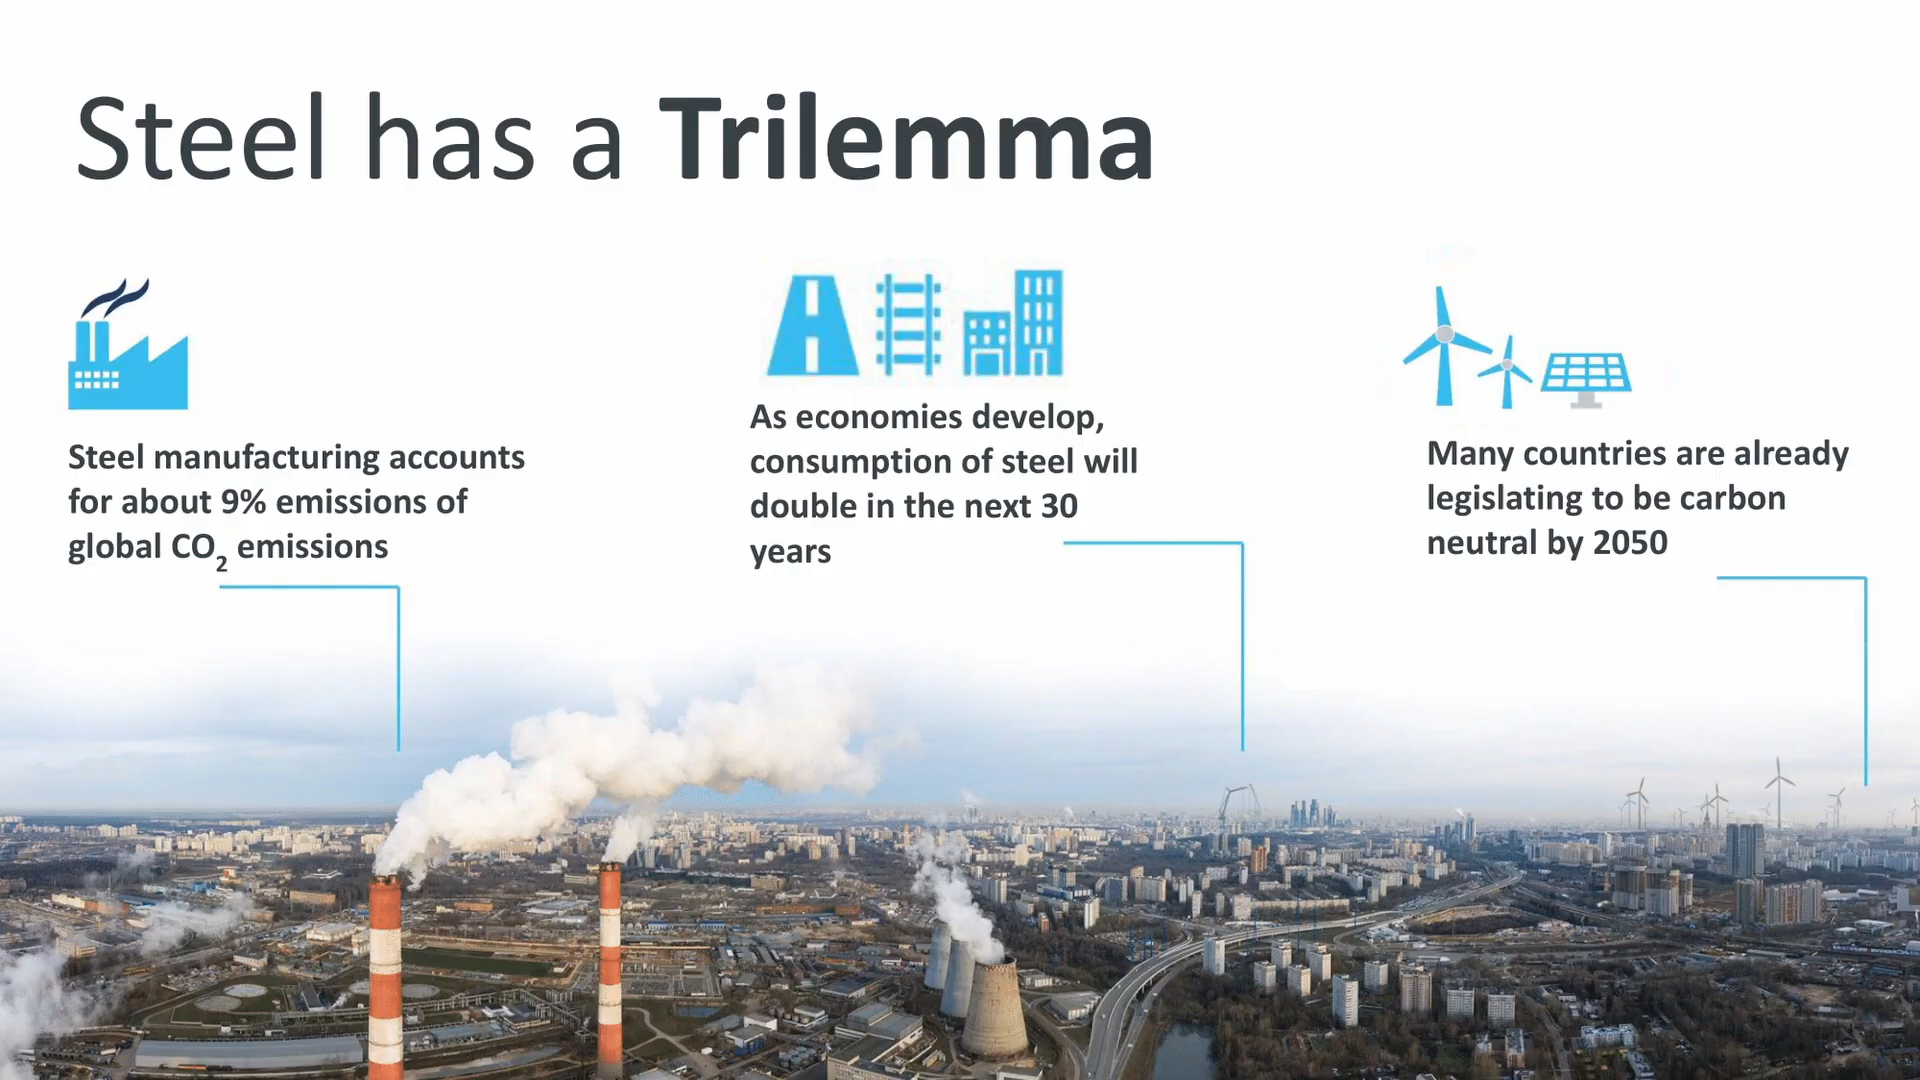 Steel has a Trilemma
Steel manufacturing accounts
for about 9% emissions of
global CO₂ emissions
As economies develop,
consumption of steel will
double in the next 30
years
Many countries are already
legislating to be carbon
neutral by 2050